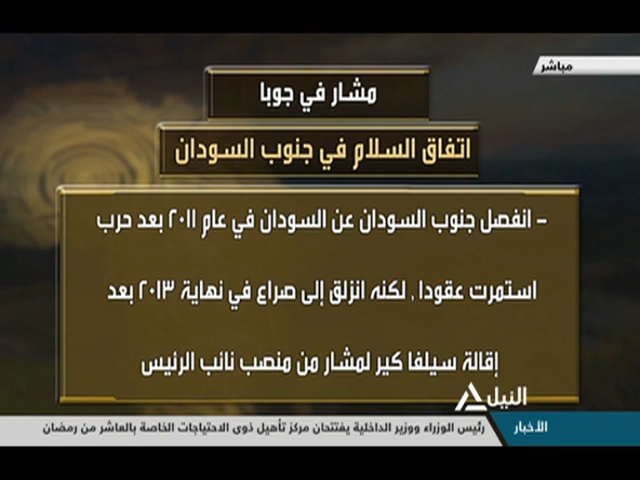 مباشر
مشار في جوبا
اتفاق السلام في جنوب السودان
- انفصل جنوب السودان عن السودان في عام ٢٠١١ بعد حرب
استمرت عقودا , لكنه انزلق إلى صراع في نهاية ٢٠١٣ بعد
إقالة سيلفا كير لمشار من منصب نائب الرئيس
النيل
الأخبار
رئيس الوزراء ووزير الداخلية يفتتحان مركز تأهيل ذوى الاحتياجات الخاصة بالعاشر من رمضان